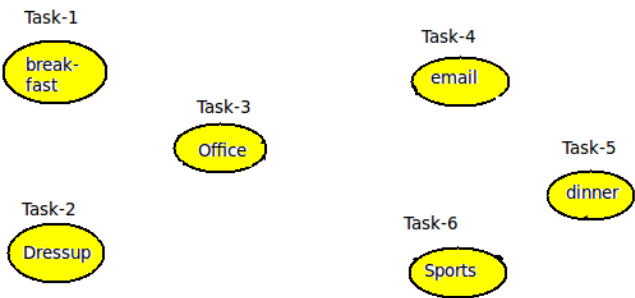 Task-1
break-
fast
Task-2
Dressup
Task-3
Office
Task-4
email
Task-5
dinner
Task-6
Sports